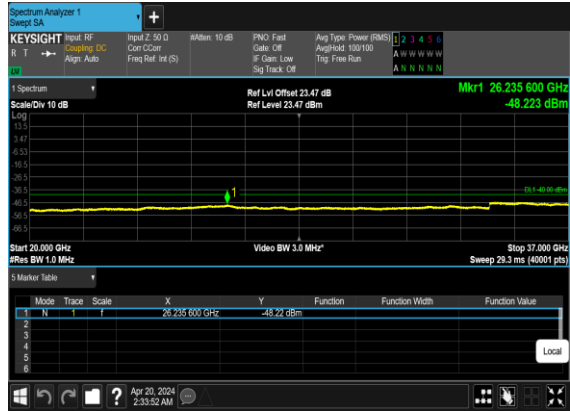 Spectrum Analyzer 1
Swept SA
+
KEYSIGHT Input: RF Input Z: 50 Ω #Atten: 10 dB PNO: Fast Avg Type: Power (RMS) 1 2 3 4 5 6
R T Coupling: DC Corr CCorr Gate: Off Avg|Hold: 100/100 A W W W W W
Align: Auto Freq Ref: Int (S) IF Gain: Low Trig: Free Run
Sig Track: Off A N N N N N
1 Spectrum Ref Lvl Offset 23.47 dB Mkr1 26.235 600 GHz
Scale/Div 10 dB Ref Level 23.47 dBm -48.223 dBm
Log
13.5
3.47
-6.53
-16.5
-26.5
-36.5 1 DL1 -40.00 dBm
-46.5
-56.5
-66.5
Start 20.000 GHz Video BW 3.0 MHz* Stop 37.000 GHz
#Res BW 1.0 MHz Sweep 29.3 ms (40001 pts)
5 Marker Table
Mode Trace Scale X Y Function Function Width Function Value
1 N 1 f 26.235 600 GHz -48.22 dBm
2
3
4
5
6
Local
? Apr 20, 2024
2:33:52 AM